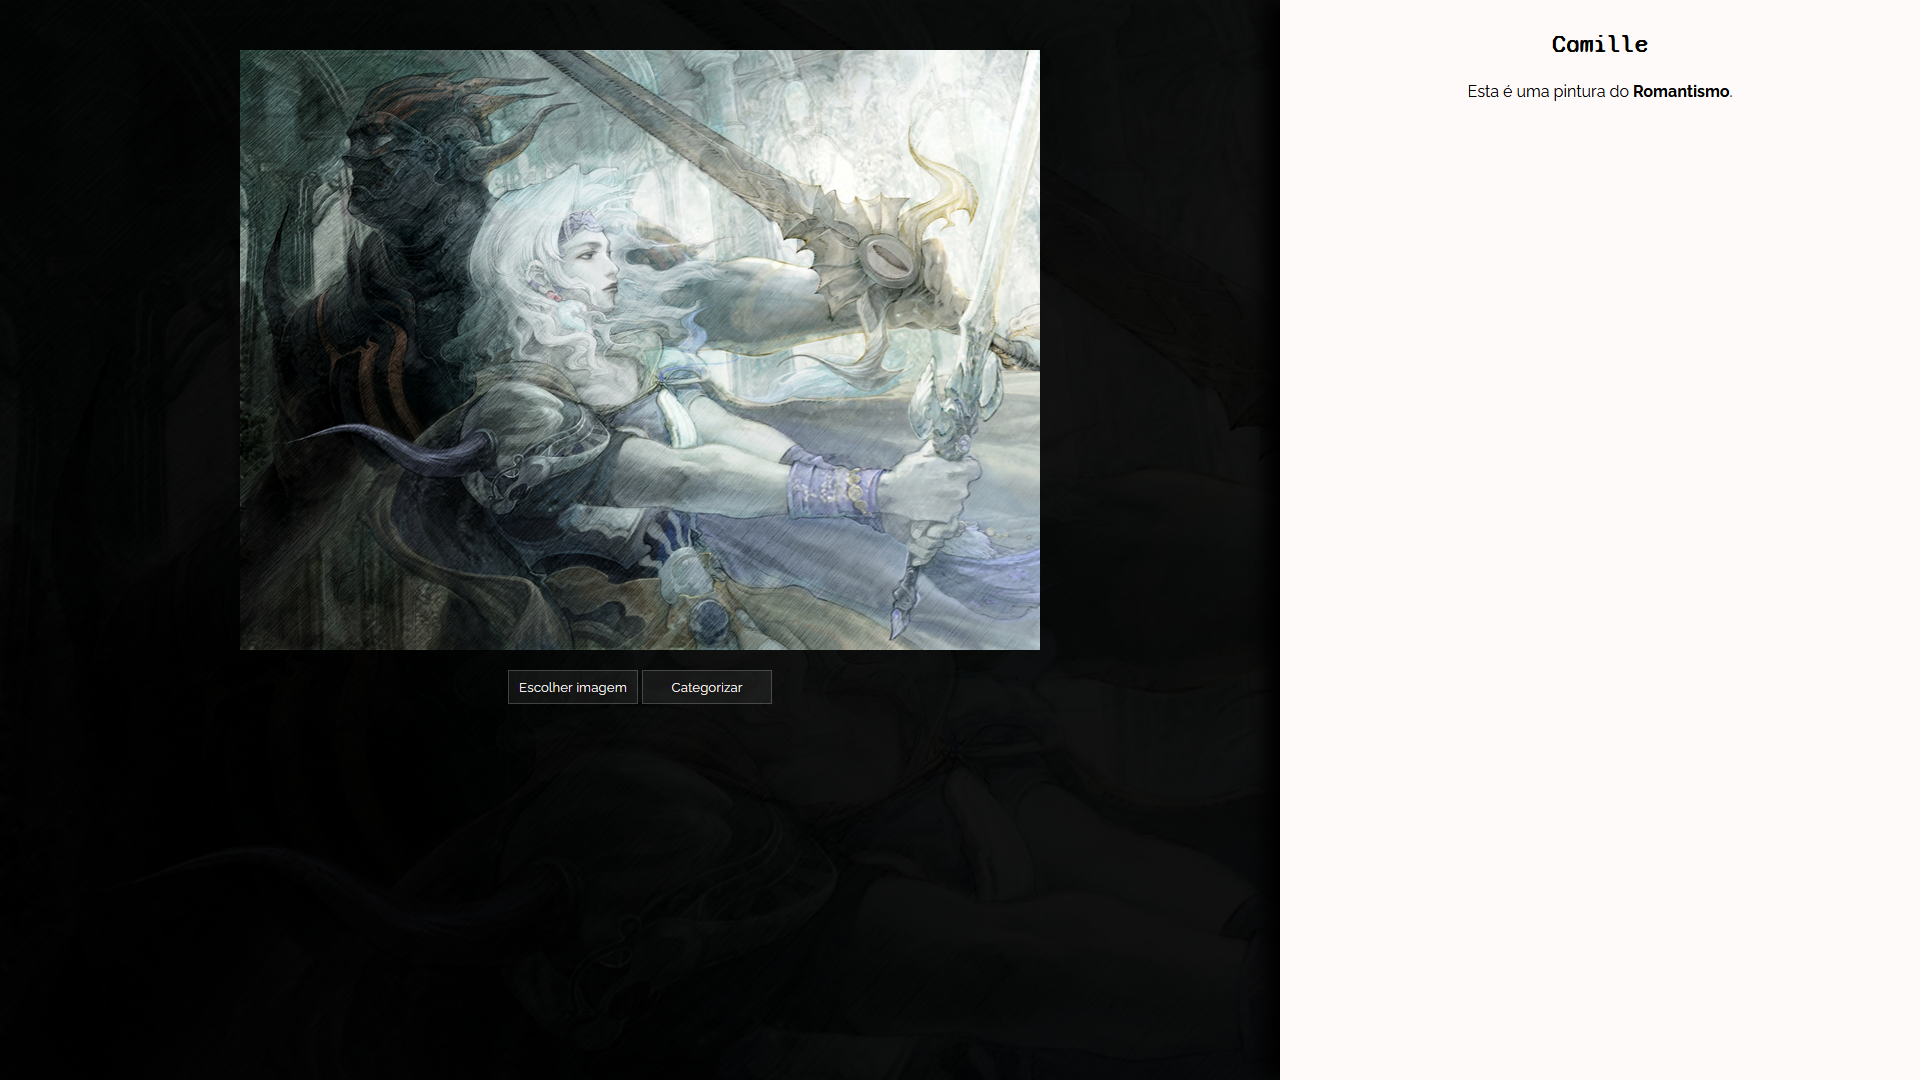 Camille
Esta é uma pintura do Romantismo.
Escolher imagem
Categorizar